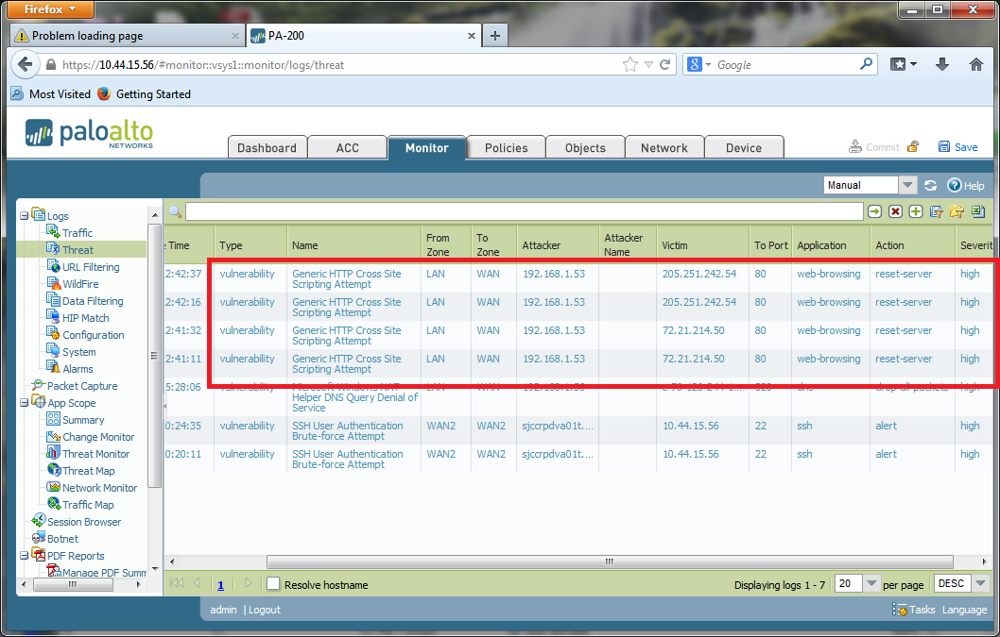 Firefox
Problem loading page
PA-200
https://10.44.15.56/#monitor::vsys1::monitor/logs/threat
Google
Most Visited
Getting Started
paloalto
NETWORKS
Dashboard
ACC
Monitor
Policies
Objects
Network
Device
Commit
Save
Manual
Help
Logs
Traffic
Threat
URL Filtering
WildFire
Data Filtering
HIP Match
Configuration
System
Alarms
Packet Capture
App Scope
Summary
Change Monitor
Threat Monitor
Threat Map
Network Monitor
Traffic Map
Session Browser
Botnet
PDF Reports
Manage PDF Summ
e Time Type Name From Zone To Zone Attacker Attacker Name Victim To Port Application Action Severit
2:42:37 vulnerability Generic HTTP Cross Site Scripting Attempt LAN WAN 192.168.1.53 205.251.242.54 80 web-browsing reset-server high
2:42:16 vulnerability Generic HTTP Cross Site Scripting Attempt LAN WAN 192.168.1.53 205.251.242.54 80 web-browsing reset-server high
2:41:32 vulnerability Generic HTTP Cross Site Scripting Attempt LAN WAN 192.168.1.53 72.21.214.50 80 web-browsing reset-server high
2:41:11 vulnerability Generic HTTP Cross Site Scripting Attempt LAN WAN 192.168.1.53 72.21.214.50 80 web-browsing reset-server high
5:28:06 vulnerability Microsoft Windows NAT Helper DNS Query Denial of Service LAN WAN dns drop-all-packets high
0:24:35 vulnerability SSH User Authentication Brute-force Attempt WAN2 WAN2 sjccrpdva01t.... 10.44.15.56 22 ssh alert high
0:20:11 vulnerability SSH User Authentication Brute-force Attempt WAN2 WAN2 sjccrpdva01t.... 10.44.15.56 22 ssh alert high
1
Resolve hostname
Displaying logs 1 - 7
20
per page
DESC
admin | Logout
Tasks
Language